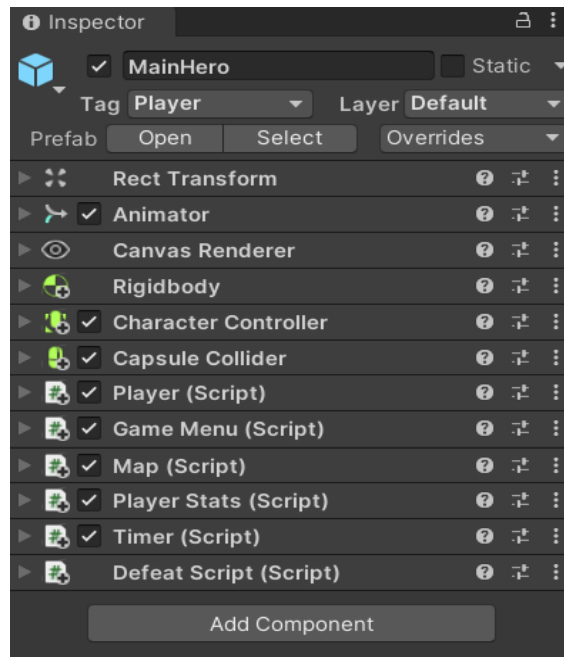 Inspector
MainHero Static
Tag Player Layer Default
Prefab Open Select Overrides
Rect Transform
Animator
Canvas Renderer
Rigidbody
Character Controller
Capsule Collider
# Player (Script)
# Game Menu (Script)
# Map (Script)
# Player Stats (Script)
# Timer (Script)
# Defeat Script (Script)
Add Component